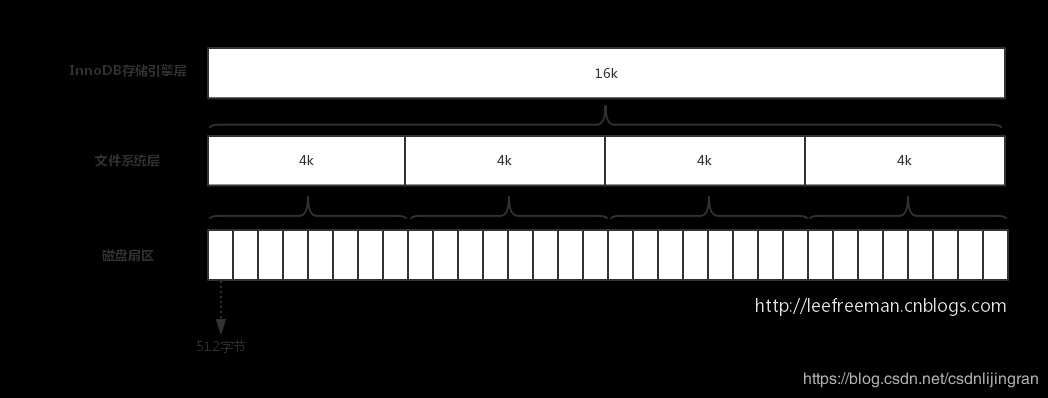 InnoDB存储引擎层
16k
文件系统层
4k 4k 4k 4k
磁盘扇区
http://leefreeman.cnblogs.com
512字节
https://blog.csdn.net/csdnlijingran